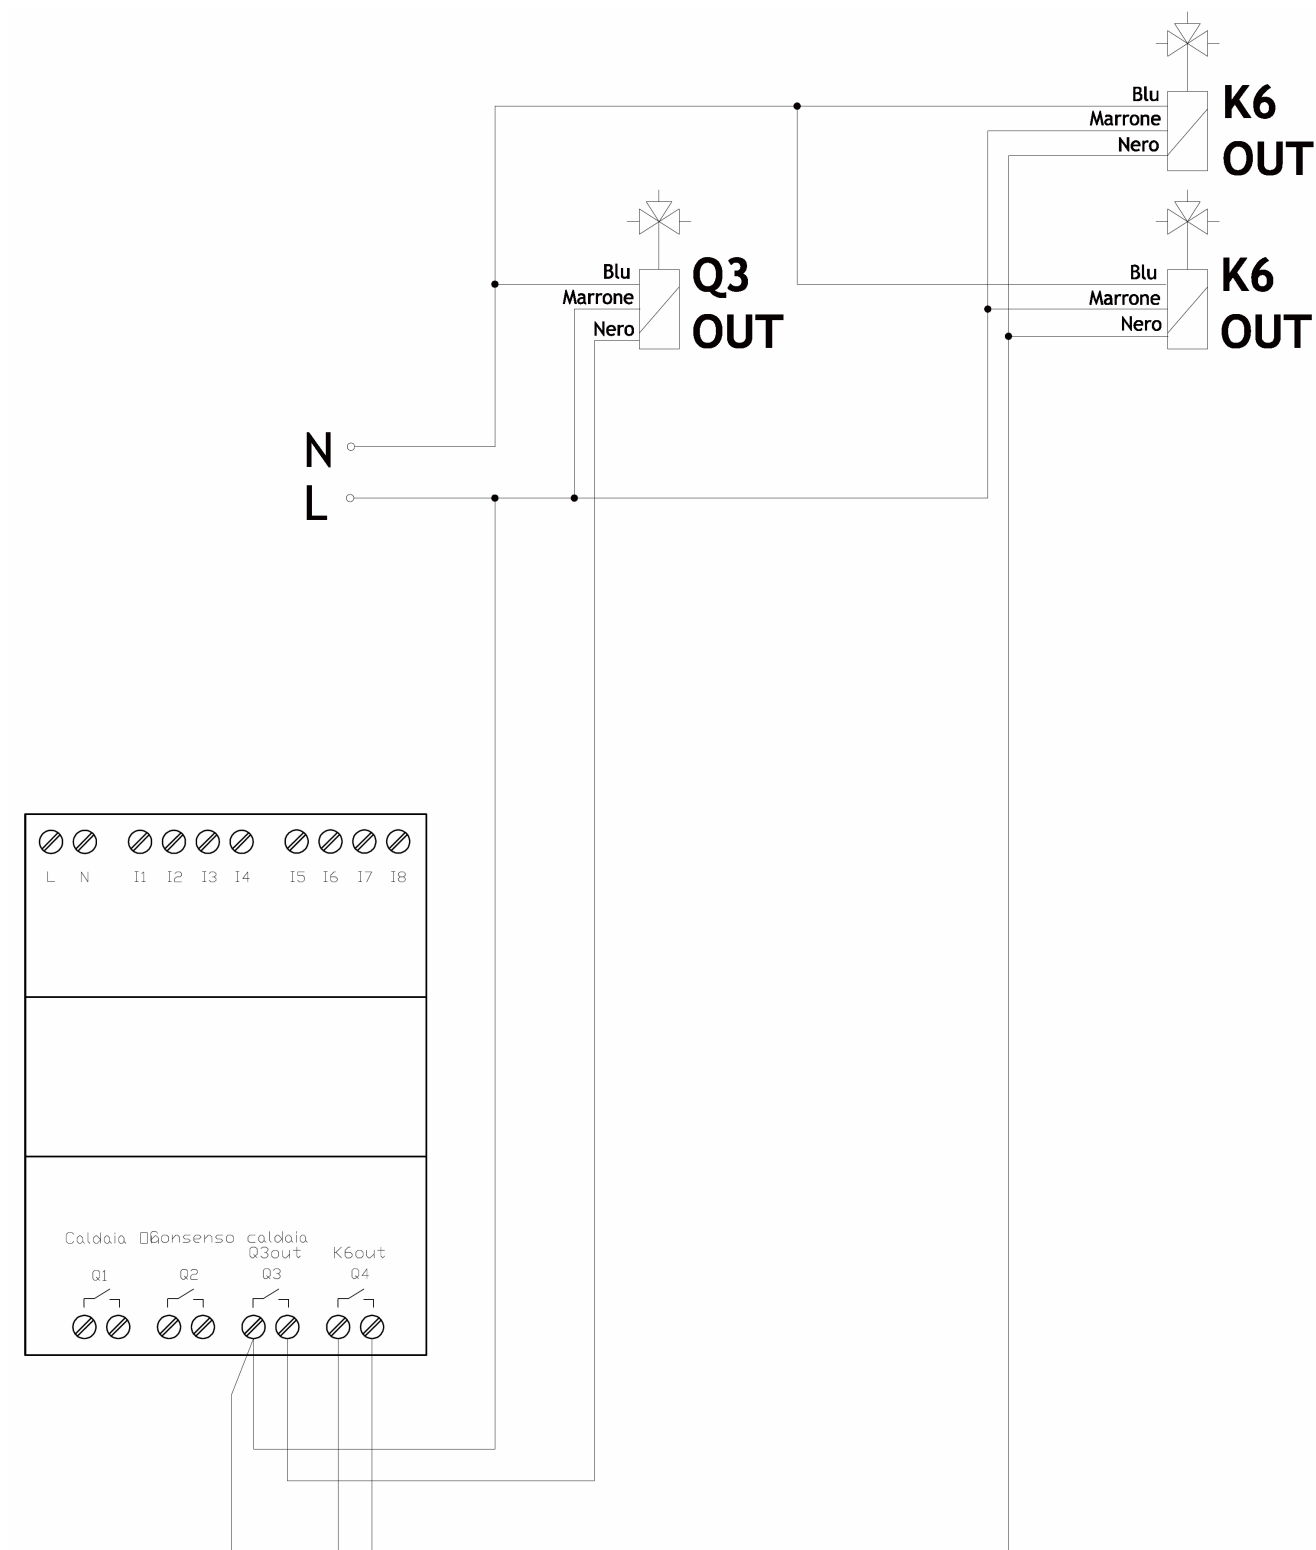 Blu
Marrone
Nero
K6
OUT
Blu
Marrone
Nero
Q3
OUT
Blu
Marrone
Nero
K6
OUT
N
L
L N I1 I2 I3 I4 I5 I6 I7 I8
Caldaia consenso caldaia
Q3out K6out
Q1 Q2 Q3 Q4